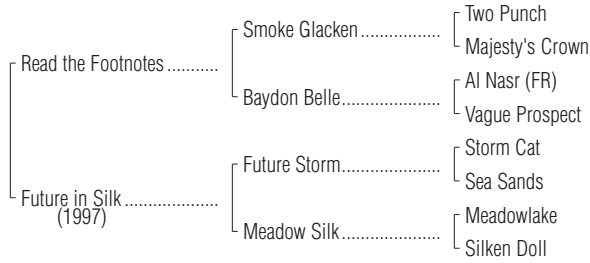 Two Punch
Smoke Glacken.................
Majesty's Crown
Read the Footnotes...........
Al Nasr (FR)
Baydon Belle.....................
Vague Prospect
Storm Cat
Future Storm.....................
Sea Sands
Future in Silk....................
(1997)
Meadowlake
Meadow Silk.....................
Silken Doll